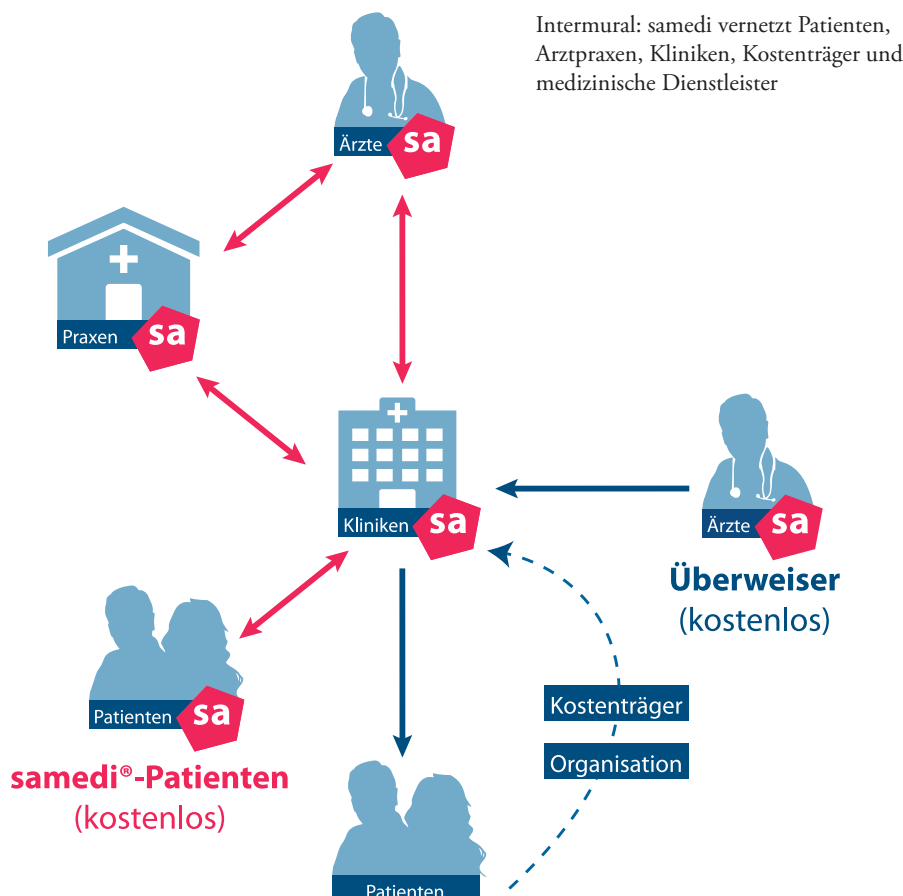 Intermural: samedi vernetzt Patienten,
Arztpraxen, Kliniken, Kostenträger und
medizinische Dienstleister
Ärzte
sa
Praxen
sa
Kliniken
sa
Ärzte
sa
Überweiser
(kostenlos)
Patienten
sa
samedi®-Patienten
(kostenlos)
Kostenträger
Organisation
Patienten